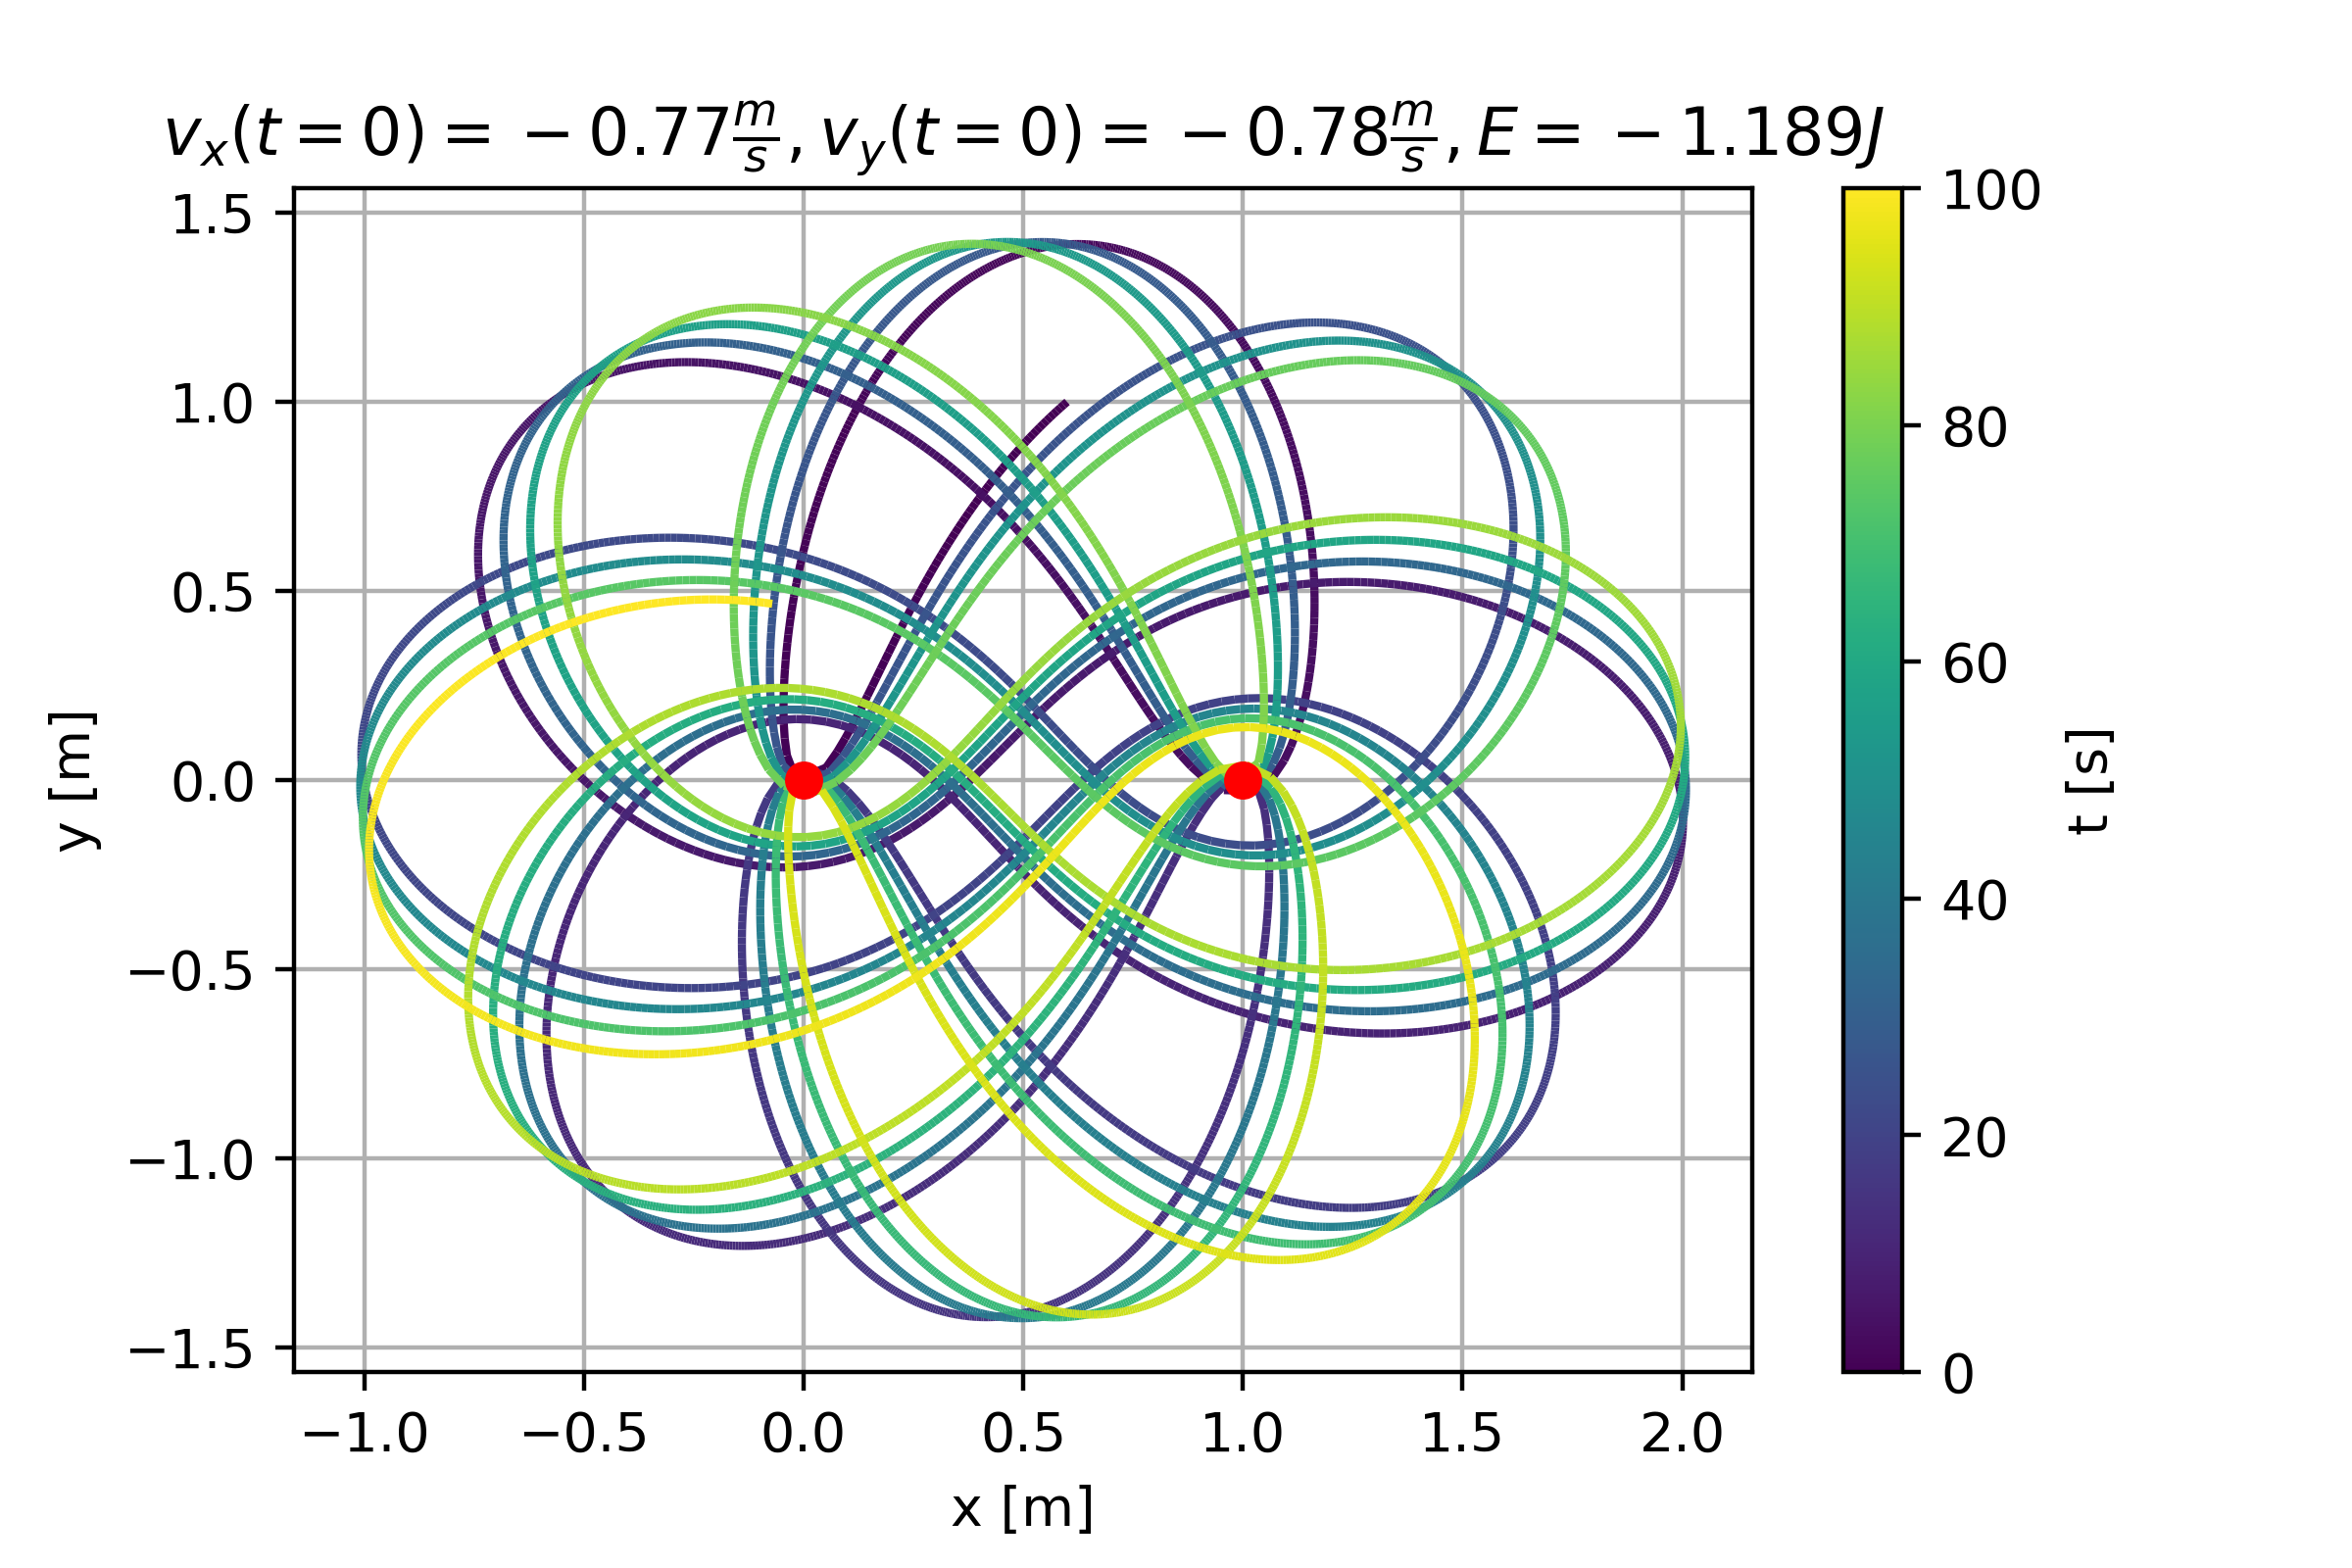 v_x(t = 0) = −0.77 m/s, v_y(t = 0) = −0.78 m/s, E = −1.189J
1.5
1.0
0.5
0.0
−0.5
−1.0
−1.5
y [m]
−1.0 −0.5 0.0 0.5 1.0 1.5 2.0
x [m]
100
80
60
40
20
0
t [s]